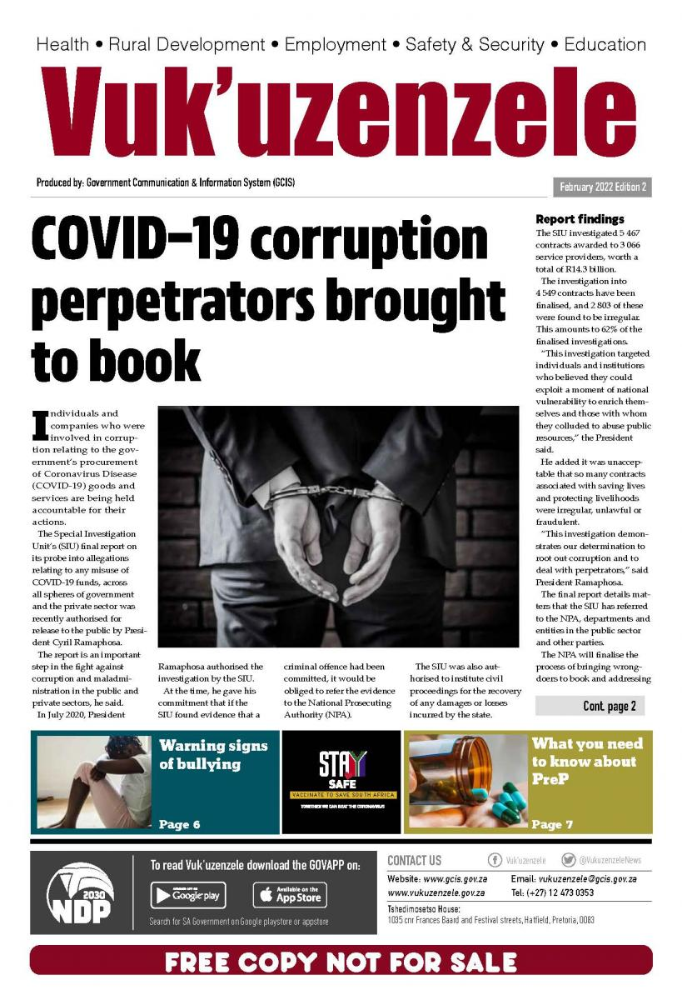 Health • Rural Development • Employment • Safety & Security • Education
Vuk'uzenzele
Produced by: Government Communication & Information System (GCIS)
February 2022 Edition 2
COVID-19 corruption
perpetrators brought
to book
Individuals and
companies who were
involved in corrup-
tion relating to the gov-
ernment's procurement
of Coronavirus Disease
(COVID-19) goods and
services are being held
accountable for their
actions.
The Special Investigation
Unit's (SIU) final report on
its probe into allegations
relating to any misuse of
COVID-19 funds, across
all spheres of government
and the private sector was
recently authorised for
release to the public by Presi-
dent Cyril Ramaphosa.
The report is an important
step in the fight against
corruption and maladmi-
nistration in the public and
private sectors, he said.
In July 2020, President
Ramaphosa authorised the
investigation by the SIU.
At the time, he gave his
commitment that if the
SIU found evidence that a
criminal offence had been
committed, it would be
obliged to refer the evidence
to the National Prosecuting
Authority (NPA).
The SIU was also aut-
horised to institute civil
proceedings for the recovery
of any damages or losses
incurred by the state.
Report findings
The SIU investigated 5 467
contracts awarded to 3 066
service providers, worth a
total of R14.3 billion.
The investigation into
4 549 contracts have been
finalised, and 2 803 of these
were found to be irregular.
This amounts to 62% of the
finalised investigations.
"This investigation targeted
individuals and institutions
who believed they could
exploit a moment of national
vulnerability to enrich them-
selves and those with whom
they colluded to abuse public
resources," the President
said.
He added it was unaccep-
table that so many contracts
associated with saving lives
and protecting livelihoods
were irregular, unlawful or
fraudulent.
"This investigation demon-
strates our determination to
root out corruption and to
deal with perpetrators," said
President Ramaphosa.
The final report details mat-
ters that the SIU has referred
to the NPA, departments and
entities in the public sector
and other parties.
The NPA will finalise the
process of bringing wrong-
doers to book and addressing
Cont. page 2
Warning signs
of bullying
Page 6
STAY
SAFE
VACCINATE TO SAVE SOUTH AFRICA
TOGETHER WE CAN BEAT THE CORONAVIRUS
What you need
to know about
PreP
Page 7
2030
NDP
To read Vuk'uzenzele download the GOVAPP on:
Google play
Available on the
App Store
Search for SA Government on Google playstore or appstore
CONTACT US
Vuk'uzenzele
@VukuzenzeleNews
Website: www.gcis.gov.za
www.vukuzenzele.gov.za
Email: vukuzenzele@gcis.gov.za
Tel: (+27) 12 473 0353
Tshedimosetso House:
1035 cnr Frances Baard and Festival streets, Hatfield, Pretoria, 0083
FREE COPY NOT FOR SALE